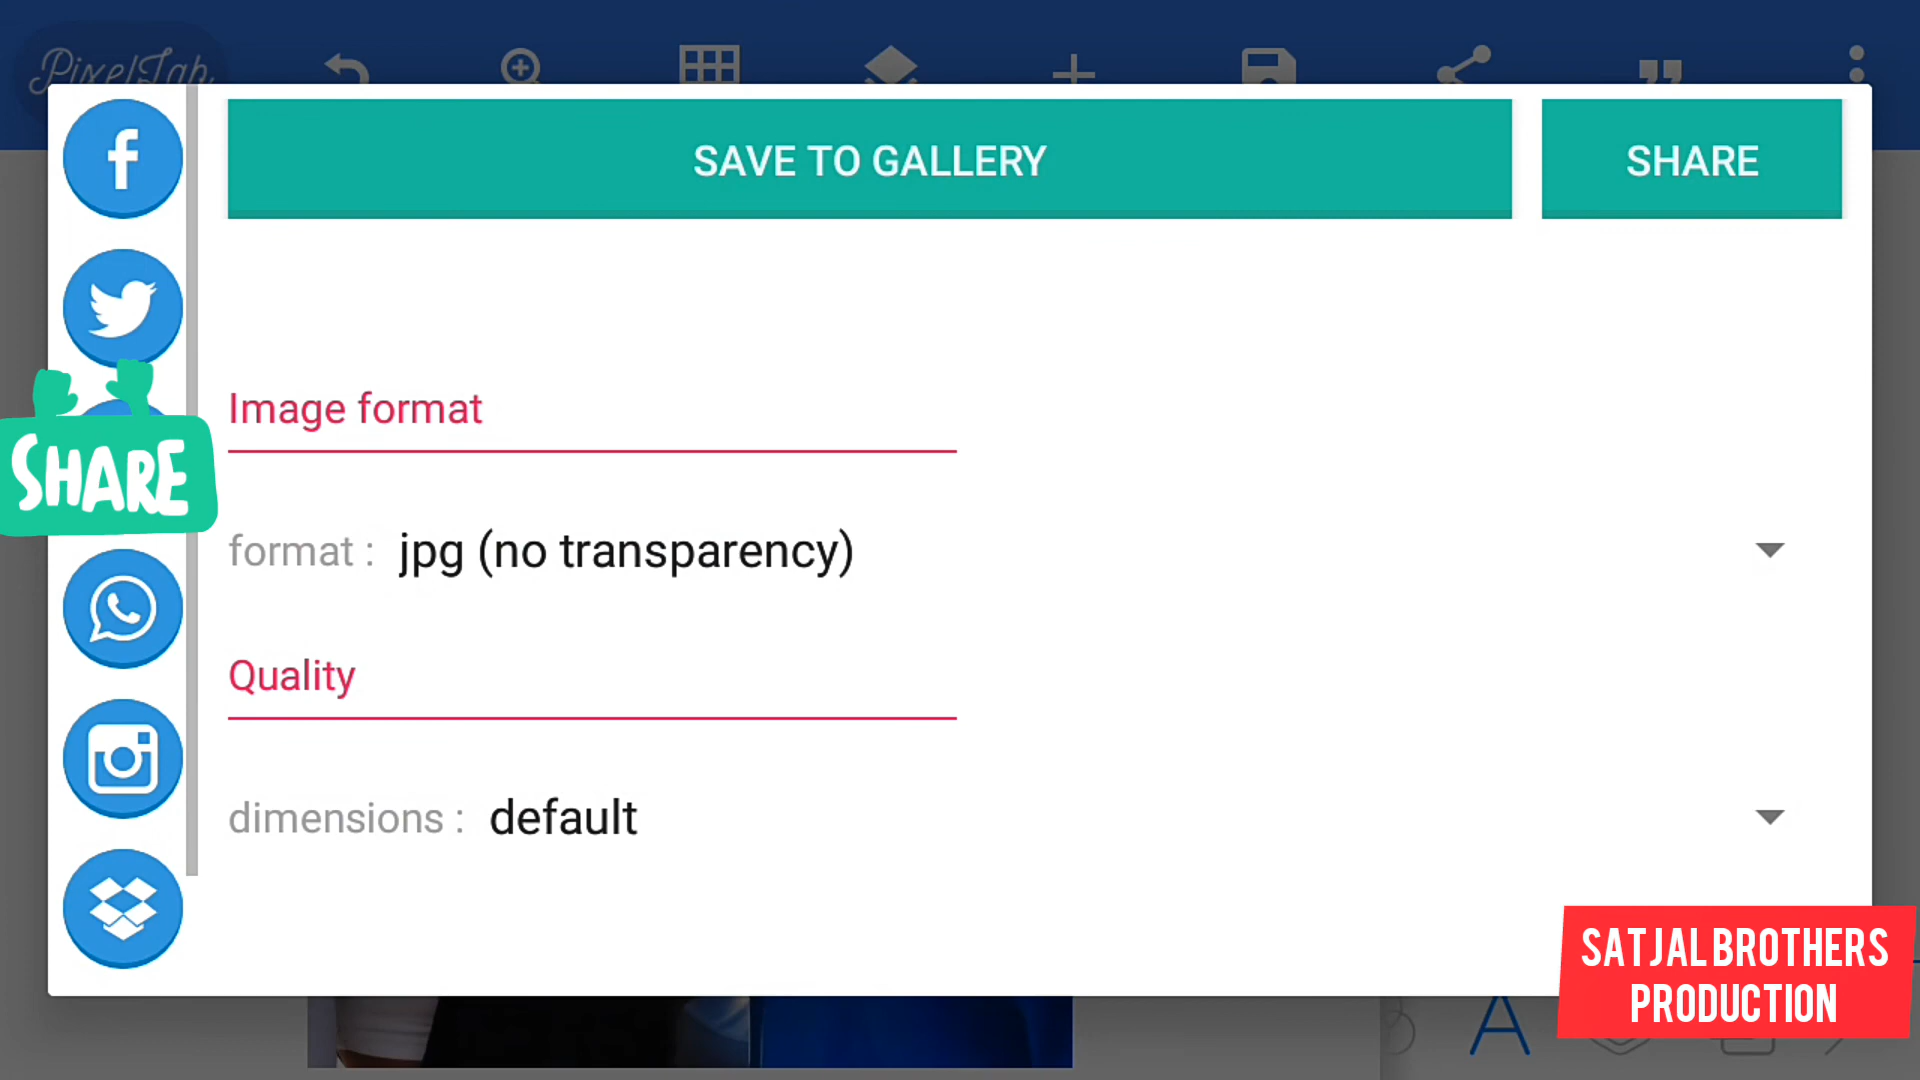 PixelLab
SAVE TO GALLERY
SHARE
Image format
SHARE
format : jpg (no transparency)
Quality
dimensions : default
SATJAL BROTHERS
PRODUCTION
A